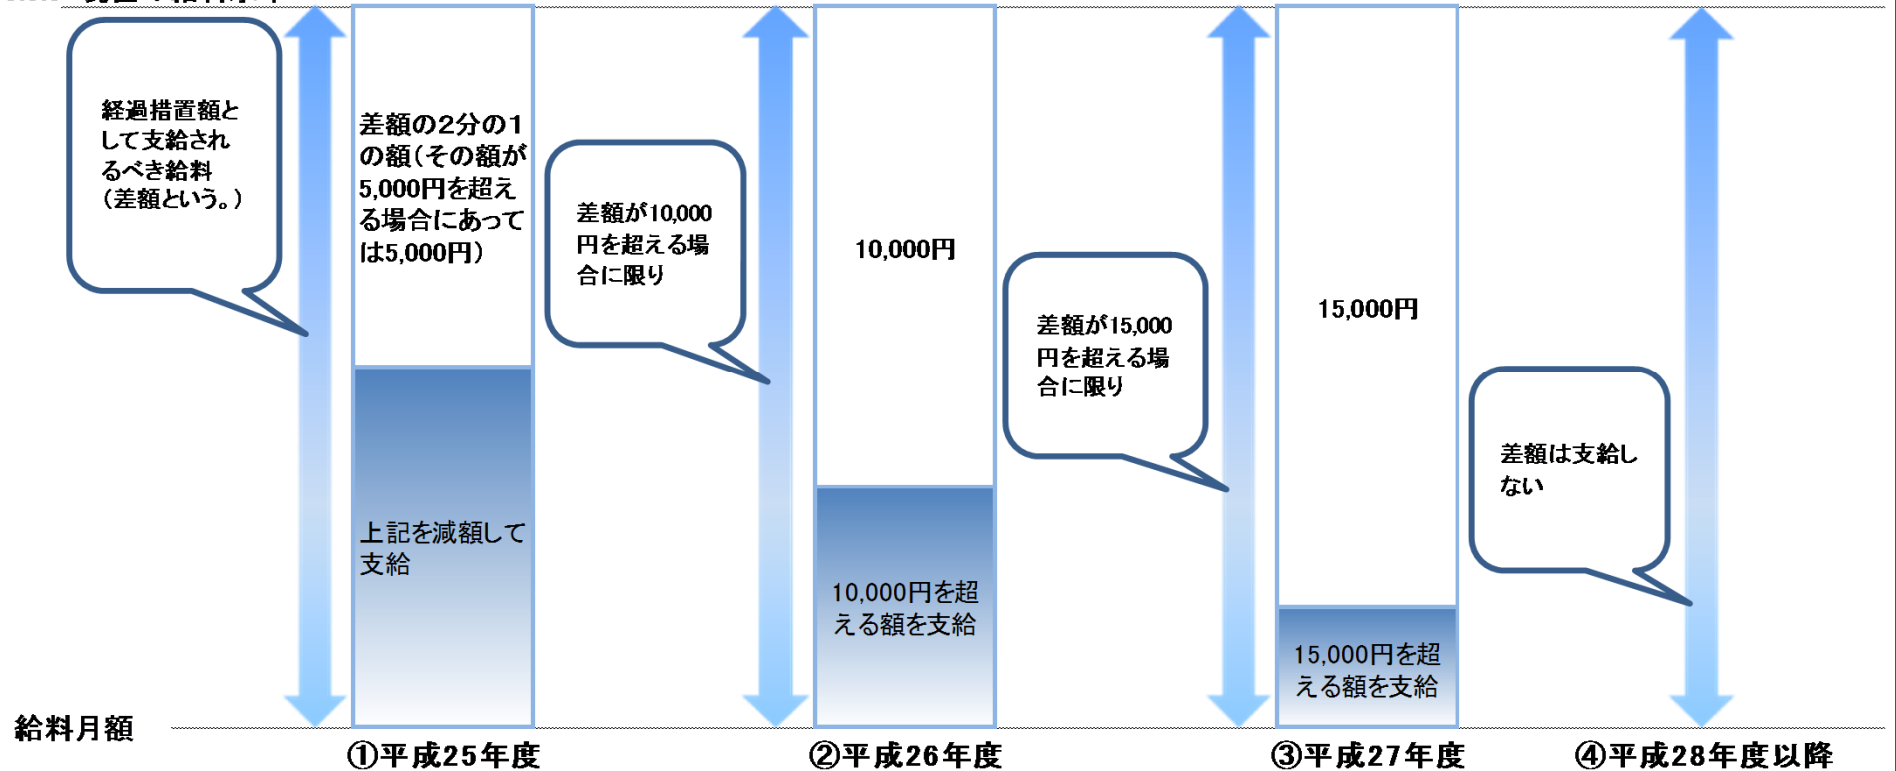 経過措置額と
して支給され
るべき給料
（差額という。）
差額の2分の1
の額（その額が
5,000円を超え
る場合にあって
は5,000円）
上記を減額して
支給
差額が10,000
円を超える場
合に限り
10,000円
10,000円を超
える額を支給
差額が15,000
円を超える場
合に限り
15,000円
15,000円を超
える額を支給
差額は支給し
ない
給料月額
①平成25年度
②平成26年度
③平成27年度
④平成28年度以降